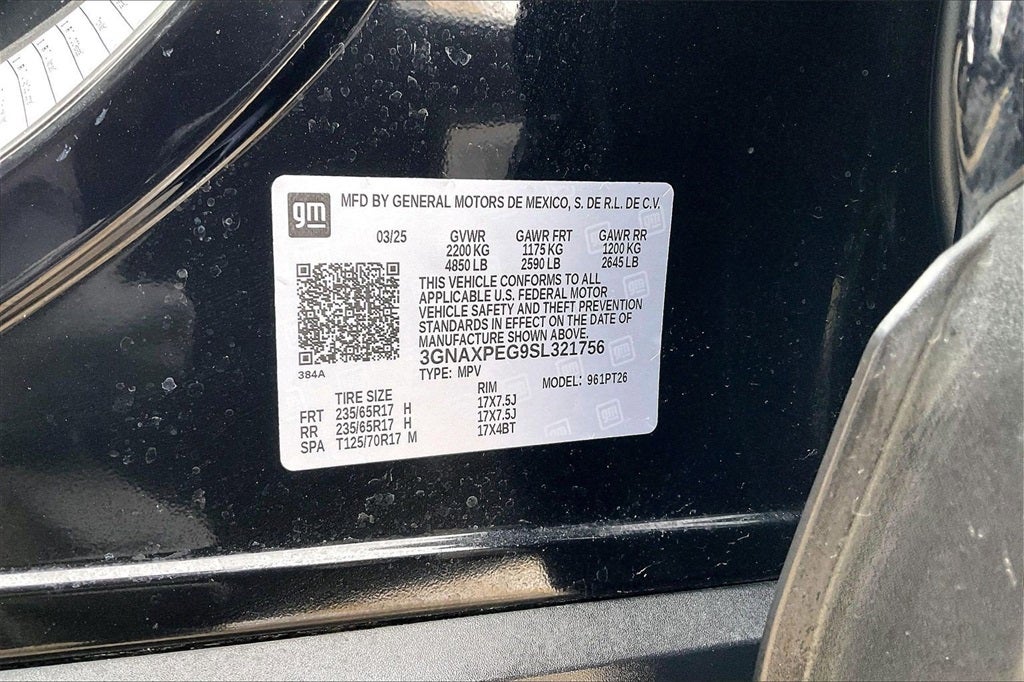 gm
MFD BY GENERAL MOTORS DE MEXICO, S. DE R.L. DE C.V.
03/25 GVWR GAWR FRT GAWR RR
2200 KG 1175 KG 1200 KG
4850 LB 2590 LB 2645 LB
THIS VEHICLE CONFORMS TO ALL
APPLICABLE U.S. FEDERAL MOTOR
VEHICLE SAFETY AND THEFT PREVENTION
STANDARDS IN EFFECT ON THE DATE OF
MANUFACTURE SHOWN ABOVE.
3GNAXPEG9SL321756
384A
TYPE: MPV MODEL: 961PT26
TIRE SIZE RIM
FRT 235/65R17 H 17X7.5J
RR 235/65R17 H 17X7.5J
SPA T125/70R17 M 17X4BT